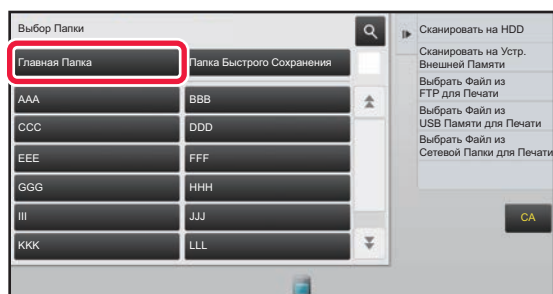 Выбор Папки
Главная Папка
Папка Быстрого Сохранения
AAA
BBB
CCC
DDD
EEE
FFF
GGG
HHH
III
JJJ
KKK
LLL
Сканировать на HDD
Сканировать на Устр.
Внешней Памяти
Выбрать Файл из
FTP для Печати
Выбрать Файл из
USB Памяти для Печати
Выбрать Файл из
Сетевой Папки для Печати
CA